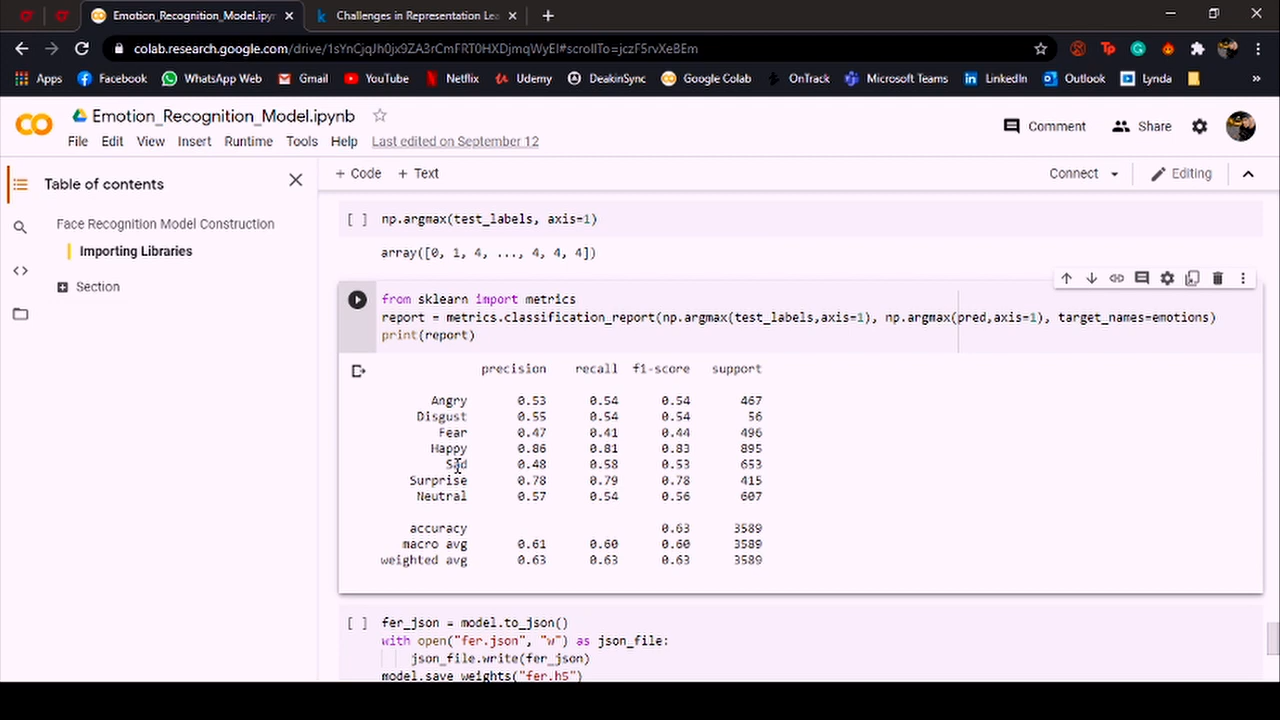 Emotion_Recognition_Model.ipyn
Challenges in Representation Lea
colab.research.google.com/drive/1sYnCjqJh0jx9ZA3rCmFRT0HXDjmqWyEl#scrollTo=jczF5rvXeBEm
Apps Facebook WhatsApp Web Gmail YouTube Netflix Udemy DeakinSync Google Colab OnTrack Microsoft Teams LinkedIn Outlook Lynda »
Emotion_Recognition_Model.ipynb
Comment Share
File Edit View Insert Runtime Tools Help Last edited on September 12
Table of contents
+ Code + Text Connect Editing
Face Recognition Model Construction
Importing Libraries
Section
[ ] np.argmax(test_labels, axis=1)
array([0, 1, 4, ..., 4, 4, 4])
from sklearn import metrics
report = metrics.classification_report(np.argmax(test_labels,axis=1), np.argmax(pred,axis=1), target_names=emotions)
print(report)
precision recall f1-score support
Angry 0.53 0.54 0.54 467
Disgust 0.55 0.54 0.54 56
Fear 0.47 0.41 0.44 496
Happy 0.86 0.81 0.83 895
Sad 0.48 0.58 0.53 653
Surprise 0.78 0.79 0.78 415
Neutral 0.57 0.54 0.56 607
accuracy 0.63 3589
macro avg 0.61 0.60 0.60 3589
weighted avg 0.63 0.63 0.63 3589
[ ] fer_json = model.to_json()
with open("fer.json", "w") as json_file:
json_file.write(fer_json)
model.save_weights("fer.h5")